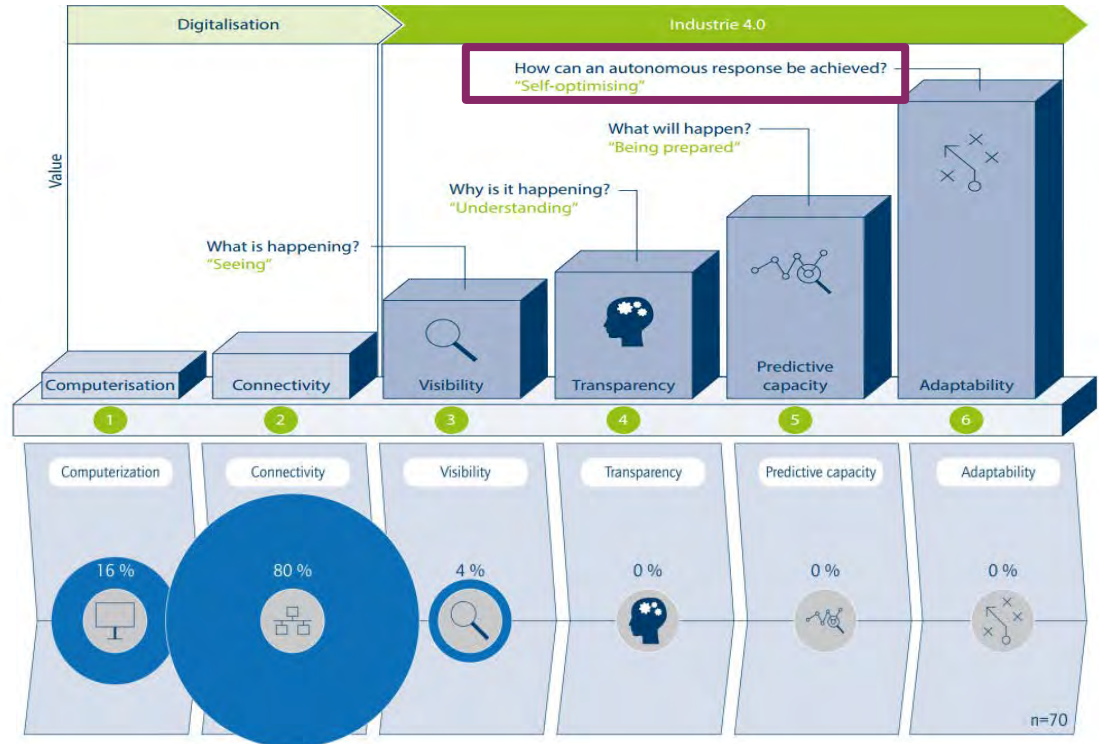 Digitalisation
Industrie 4.0
How can an autonomous response be achieved?
"Self-optimising"
What will happen?
"Being prepared"
Why is it happening?
"Understanding"
What is happening?
"Seeing"
Value
Computerisation
Connectivity
Visibility
Transparency
Predictive
capacity
Adaptability
1
2
3
4
5
6
Computerization
Connectivity
Visibility
Transparency
Predictive capacity
Adaptability
16 %
80 %
4 %
0 %
0 %
0 %
n=70